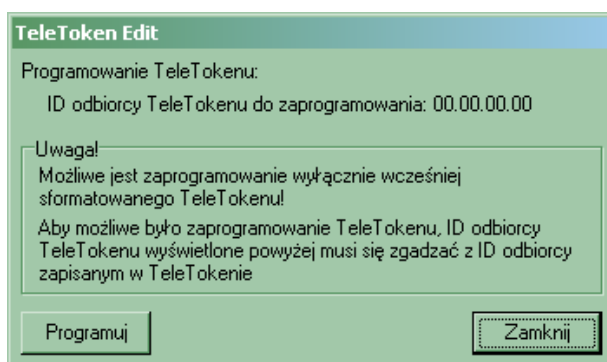 TeleToken Edit
Programowanie TeleTokenu:
ID odbiorcy TeleTokenu do zaprogramowania: 00.00.00.00
Uwaga!
Możliwe jest zaprogramowanie wyłącznie wcześniej
sformatowanego TeleTokenu!
Aby możliwe było zaprogramowanie TeleTokenu, ID odbiorcy
TeleTokenu wyświetlone powyżej musi się zgadzać z ID odbiorcy
zapisanym w TeleTokenie
Programuj
Zamknij